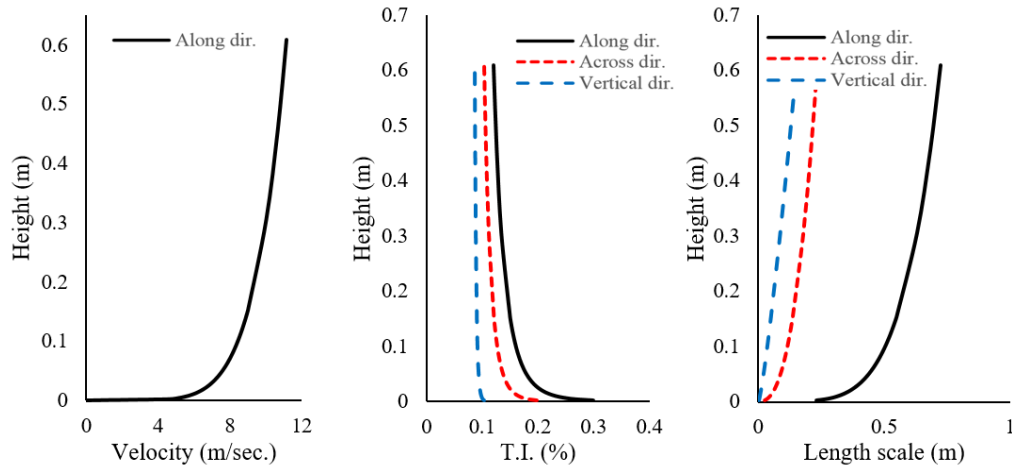 Along dir.
0.6
0.5
0.4
0.3
0.2
0.1
0
Height (m)
0 4 8 12
Velocity (m/sec.)
Along dir.
Across dir.
Vertical dir.
0.7
0.6
0.5
0.4
0.3
0.2
0.1
0
Height (m)
0 0.1 0.2 0.3 0.4
T.I. (%)
Along dir.
Across dir.
Vertical dir.
0.7
0.6
0.5
0.4
0.3
0.2
0.1
0
Height (m)
0 0.5 1
Length scale (m)